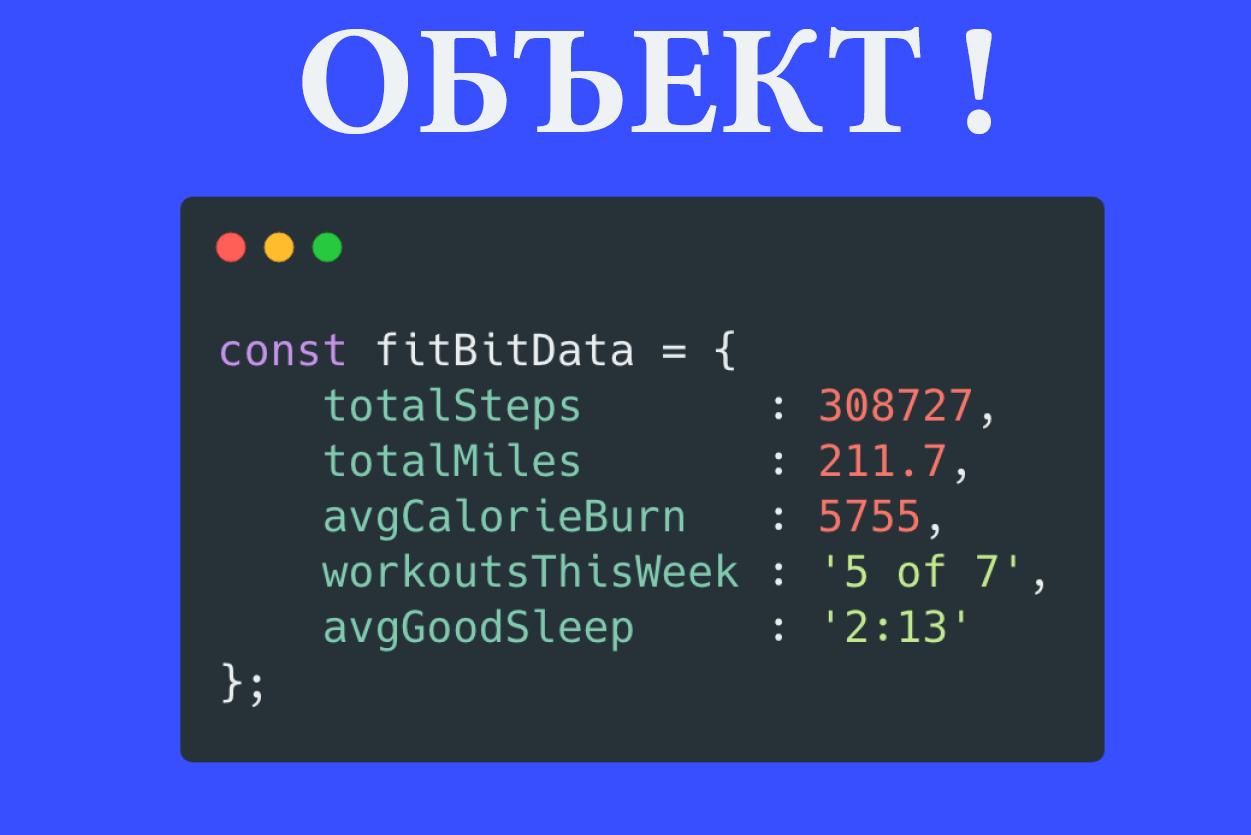 ОБЪЕКТ !
const fitBitData = {
    totalSteps       : 308727,
    totalMiles       : 211.7,
    avgCalorieBurn   : 5755,
    workoutsThisWeek : '5 of 7',
    avgGoodSleep     : '2:13'
};